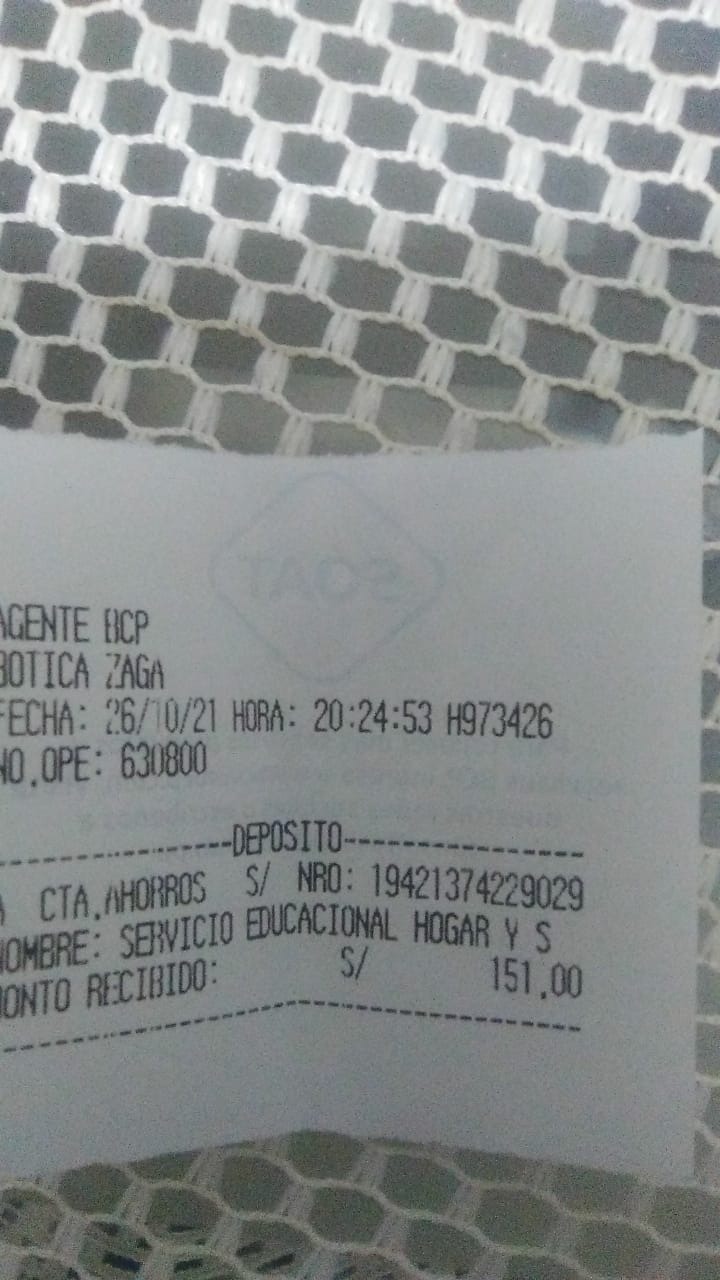 SOAT
AGENTE BCP
BOTICA ZAGA
FECHA: 26/10/21 HORA: 20:24:53 H973426
NO.OPE: 630800
DEPOSITO
A CTA.AHORROS S/ NRO: 19421374229029
NOMBRE: SERVICIO EDUCACIONAL HOGAR Y S
MONTO RECIBIDO: S/ 151.00